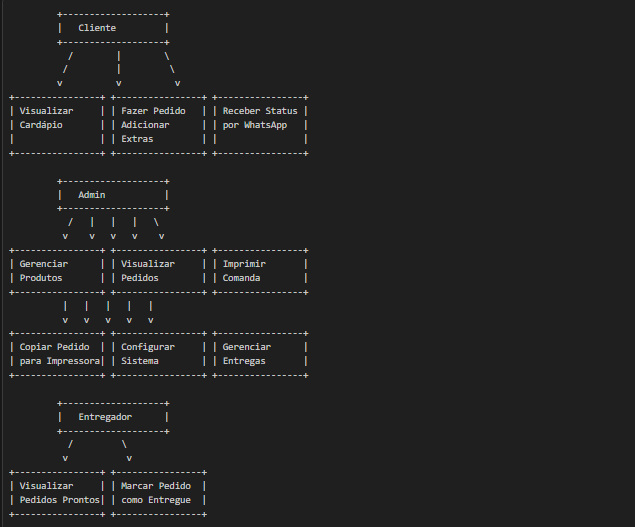 Cliente
Visualizar Fazer Pedido Receber Status
Cardápio Adicionar por WhatsApp
Extras
Admin
Gerenciar Visualizar Imprimir
Produtos Pedidos Comanda
Copiar Pedido Configurar Gerenciar
para Impressora Sistema Entregas
Entregador
Visualizar Marcar Pedido
Pedidos Prontos como Entregue